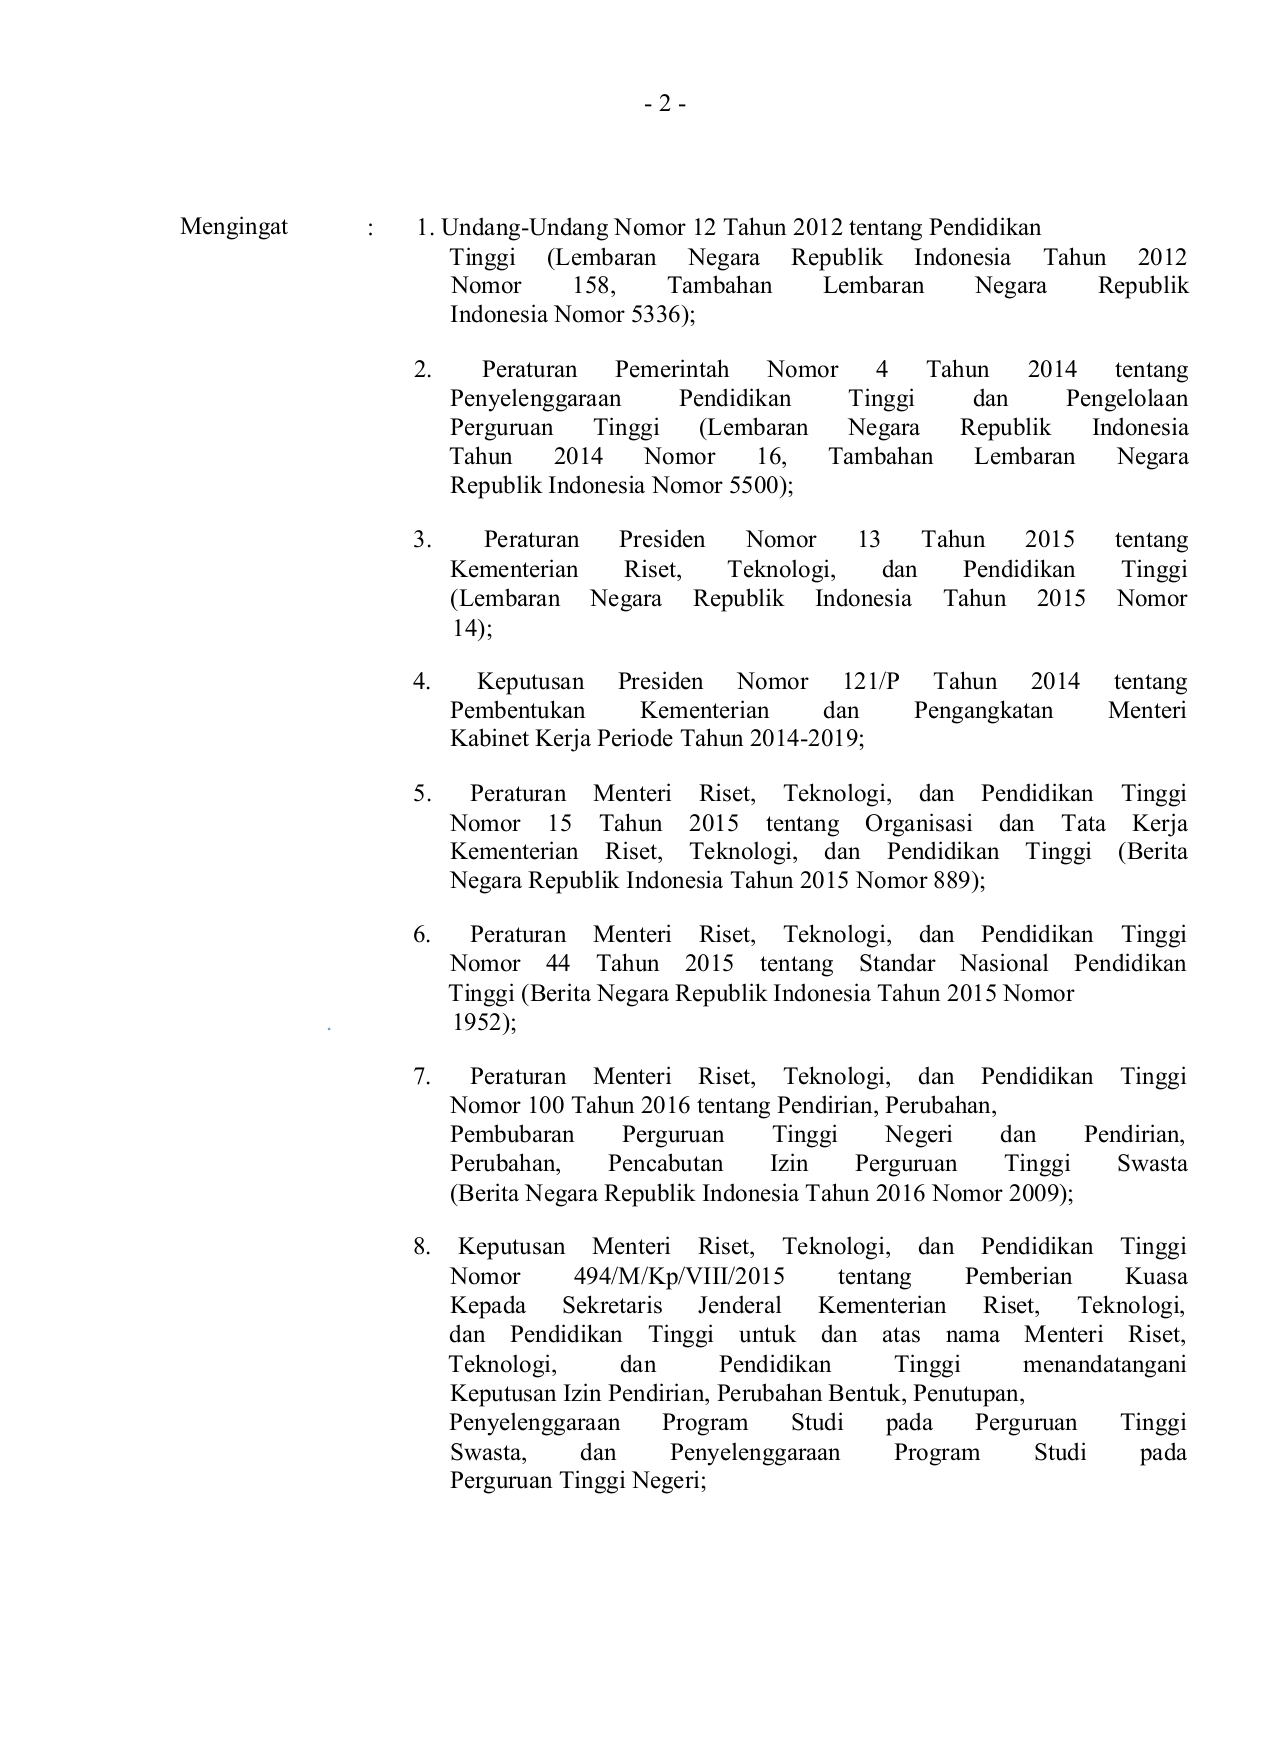 - 2 -
Mengingat : 1. Undang-Undang Nomor 12 Tahun 2012 tentang Pendidikan
Tinggi (Lembaran Negara Republik Indonesia Tahun 2012
Nomor 158, Tambahan Lembaran Negara Republik
Indonesia Nomor 5336);
2. Peraturan Pemerintah Nomor 4 Tahun 2014 tentang
Penyelenggaraan Pendidikan Tinggi dan Pengelolaan
Perguruan Tinggi (Lembaran Negara Republik Indonesia
Tahun 2014 Nomor 16, Tambahan Lembaran Negara
Republik Indonesia Nomor 5500);
3. Peraturan Presiden Nomor 13 Tahun 2015 tentang
Kementerian Riset, Teknologi, dan Pendidikan Tinggi
(Lembaran Negara Republik Indonesia Tahun 2015 Nomor
14);
4. Keputusan Presiden Nomor 121/P Tahun 2014 tentang
Pembentukan Kementerian dan Pengangkatan Menteri
Kabinet Kerja Periode Tahun 2014-2019;
5. Peraturan Menteri Riset, Teknologi, dan Pendidikan Tinggi
Nomor 15 Tahun 2015 tentang Organisasi dan Tata Kerja
Kementerian Riset, Teknologi, dan Pendidikan Tinggi (Berita
Negara Republik Indonesia Tahun 2015 Nomor 889);
6. Peraturan Menteri Riset, Teknologi, dan Pendidikan Tinggi
Nomor 44 Tahun 2015 tentang Standar Nasional Pendidikan
Tinggi (Berita Negara Republik Indonesia Tahun 2015 Nomor
1952);
7. Peraturan Menteri Riset, Teknologi, dan Pendidikan Tinggi
Nomor 100 Tahun 2016 tentang Pendirian, Perubahan,
Pembubaran Perguruan Tinggi Negeri dan Pendirian,
Perubahan, Pencabutan Izin Perguruan Tinggi Swasta
(Berita Negara Republik Indonesia Tahun 2016 Nomor 2009);
8. Keputusan Menteri Riset, Teknologi, dan Pendidikan Tinggi
Nomor 494/M/Kp/VIII/2015 tentang Pemberian Kuasa
Kepada Sekretaris Jenderal Kementerian Riset, Teknologi,
dan Pendidikan Tinggi untuk dan atas nama Menteri Riset,
Teknologi, dan Pendidikan Tinggi menandatangani
Keputusan Izin Pendirian, Perubahan Bentuk, Penutupan,
Penyelenggaraan Program Studi pada Perguruan Tinggi
Swasta, dan Penyelenggaraan Program Studi pada
Perguruan Tinggi Negeri;